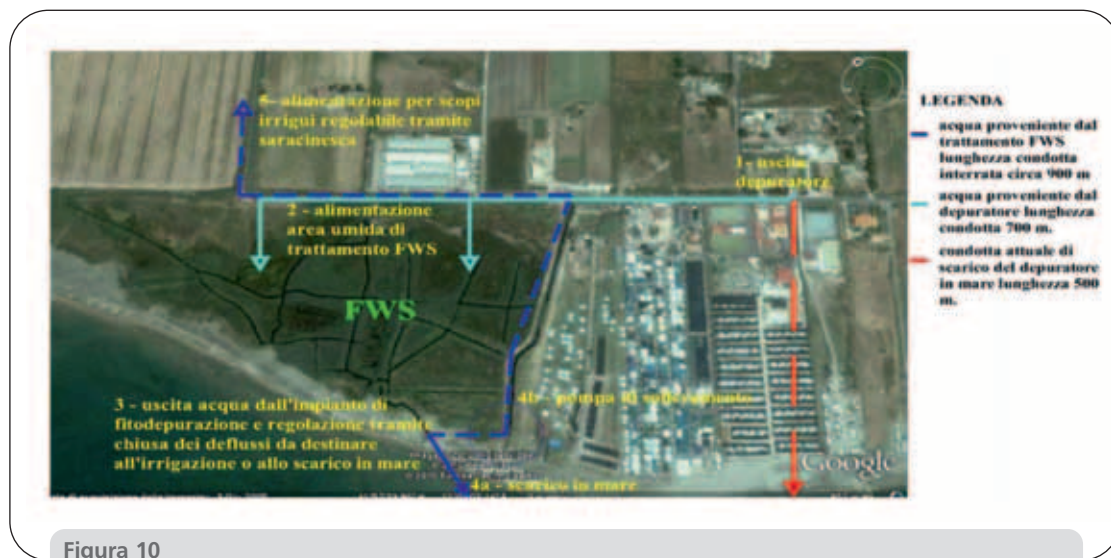 5- alimentazione per scopi
irrigui regolabile tramite
saracinesca
1- uscita
depuratore
2 - alimentazione
area umida di
trattamento FWS
FWS
3 - uscita acqua dall'impianto di
fitodepurazione e regolazione tramite
chiusa dei deflussi da destinare
all'irrigazione o allo scarico in mare
4b - pompa di sollevamento
4a - scarico in mare
Google
LEGENDA
acqua proveniente dal
trattamento FWS
lunghezza condotta
interrata circa 900 m
acqua proveniente dal
depuratore lunghezza
condotta 700 m.
condotta attuale di
scarico del depuratore
in mare lunghezza 500
m.
Figura 10